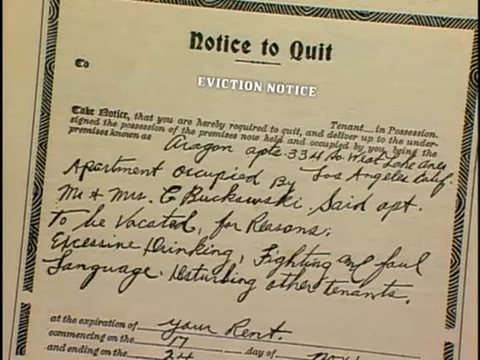 Notice to Quit
To
EVICTION NOTICE
Tenant.... in Possession.
Take Notice, that you are hereby required to quit, and deliver up to the under-
signed the possession of the premises now held and occupied by you, being the
premises known as Aragon apts. 334 So. West Lake Ave.
Apartment occupied By Los Angeles Calif.
Mr & Mrs. C Buckowski. Said apt.
To be Vacated, for Reasons:
Excessive Drinking, Fighting and foul
Language. Disturbing other tenants.
at the expiration of your Rent.
commencing on the 17 day of
and ending on the 24